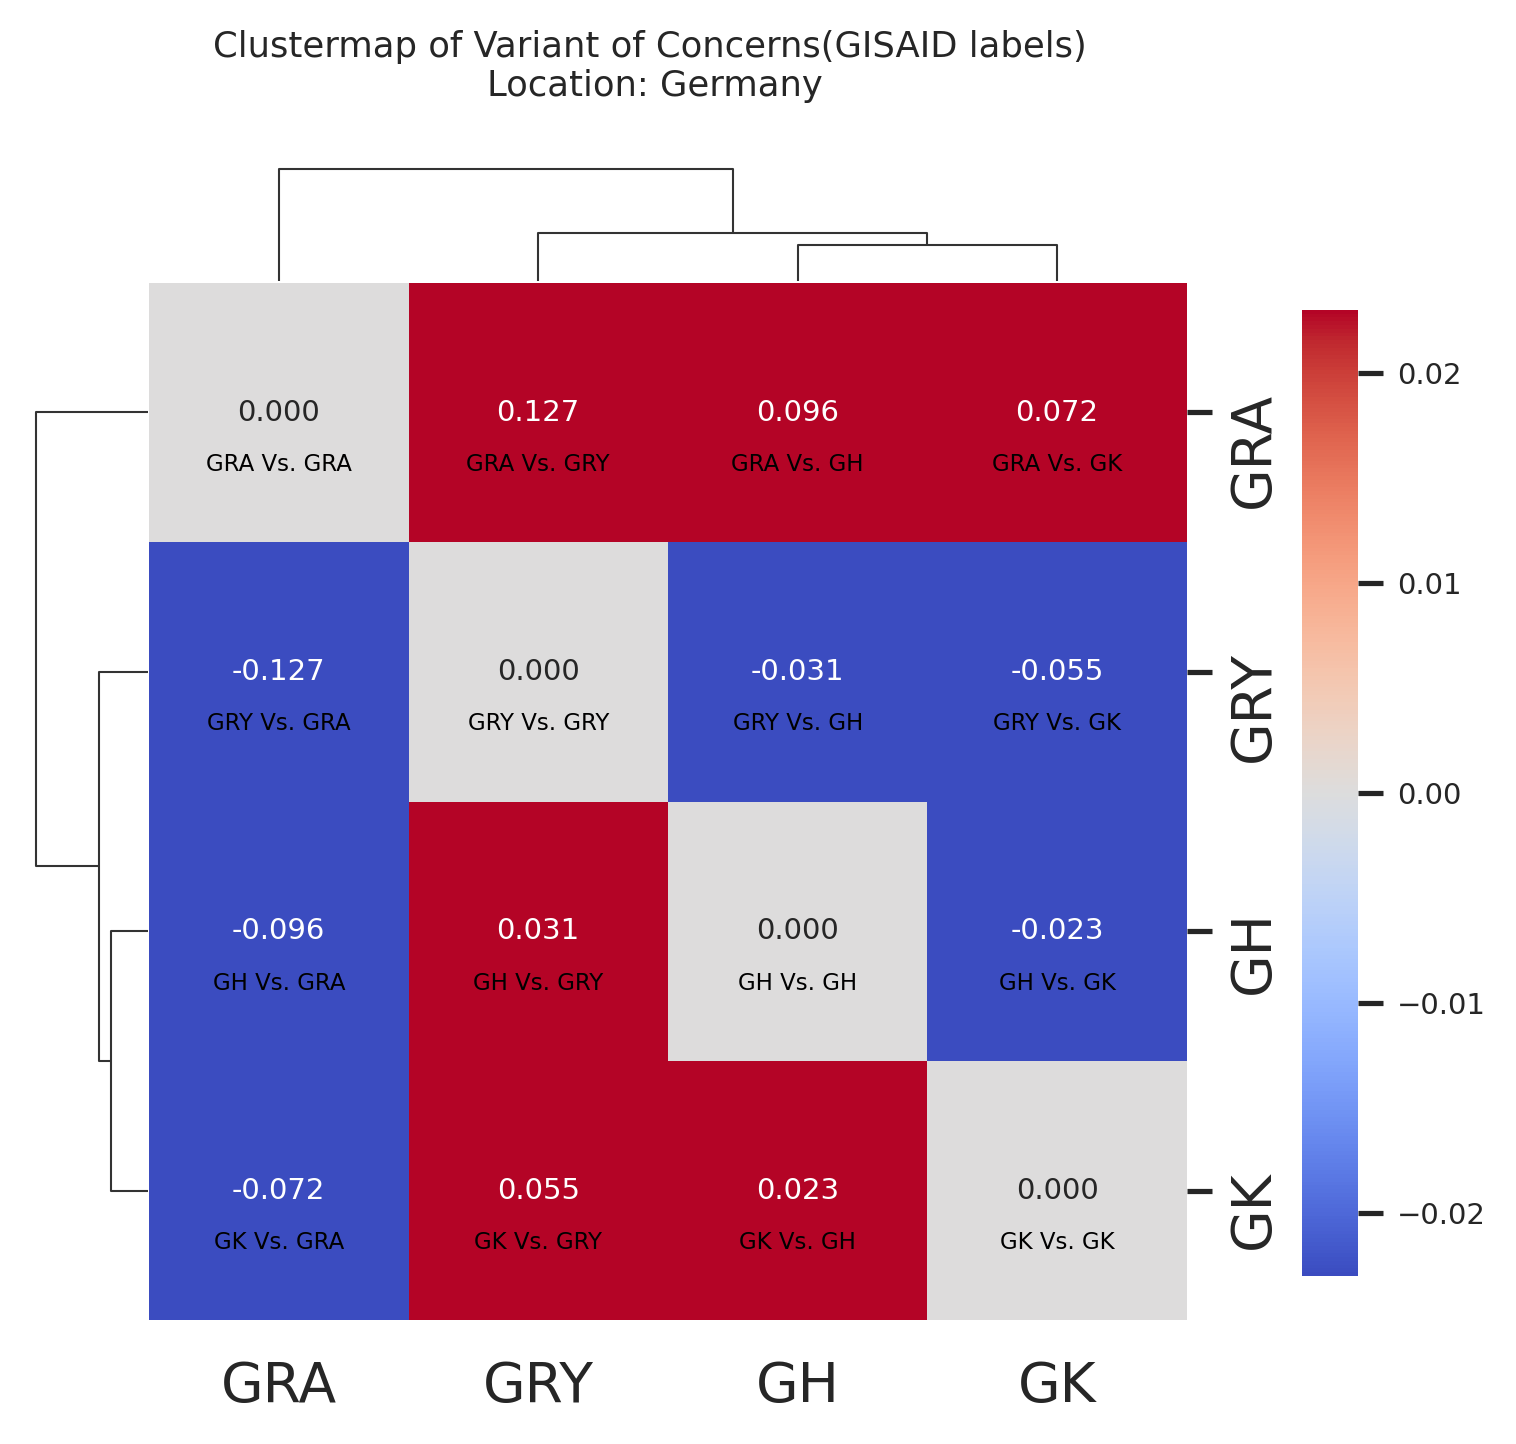 Clustermap of Variant of Concerns(GISAID labels)
Location: Germany
0.000
0.127
0.096
0.072
GRA Vs. GRA
GRA Vs. GRY
GRA Vs. GH
GRA Vs. GK
GRA
-0.127
0.000
-0.031
-0.055
GRY Vs. GRA
GRY Vs. GRY
GRY Vs. GH
GRY Vs. GK
GRY
-0.096
0.031
0.000
-0.023
GH Vs. GRA
GH Vs. GRY
GH Vs. GH
GH Vs. GK
GH
-0.072
0.055
0.023
0.000
GK Vs. GRA
GK Vs. GRY
GK Vs. GH
GK Vs. GK
GK
GRA
GRY
GH
GK
0.02
0.01
0.00
−0.01
−0.02